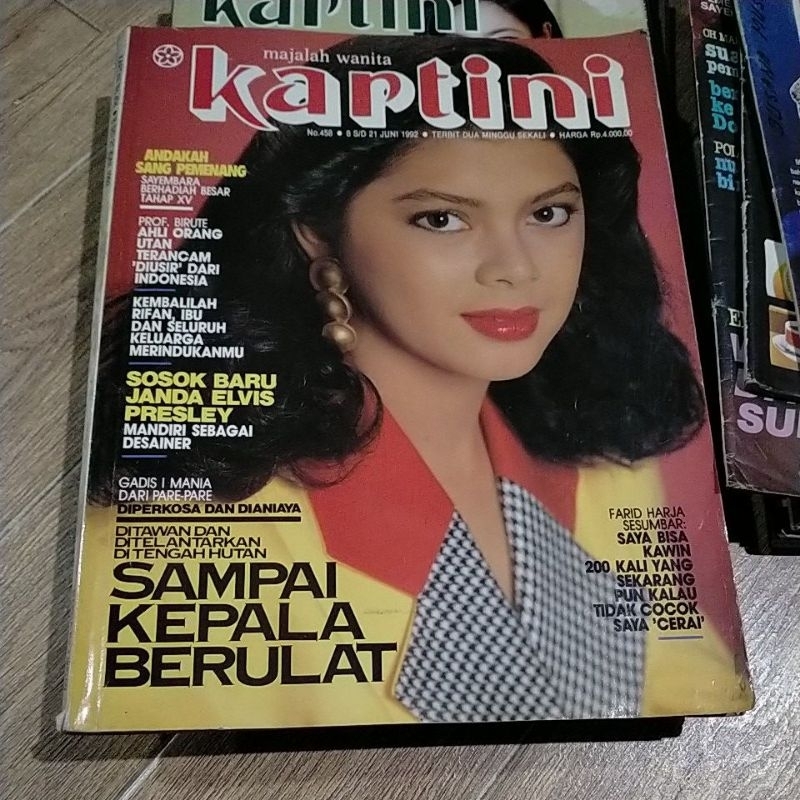 kartini
majalah wanita
kartini
No.458 ● 8 S/D 21 JUNI 1992 ● TERBIT DUA MINGGU SEKALI ● HARGA Rp.4.000,00
ANDAKAH
SANG PEMENANG
SAYEMBARA
BERHADIAH BESAR
TAHAP XV
PROF. BIRUTE
AHLI ORANG
UTAN
TERANCAM
'DIUSIR' DARI
INDONESIA
KEMBALILAH
RIFAN, IBU
DAN SELURUH
KELUARGA
MERINDUKANMU
SOSOK BARU
JANDA ELVIS
PRESLEY
MANDIRI SEBAGAI
DESAINER
GADIS I MANIA
DARI PARE-PARE
DIPERKOSA DAN DIANIAYA
DITAWAN DAN
DITELANTARKAN
DI TENGAH HUTAN
SAMPAI
KEPALA
BERULAT
FARID HARJA
SESUMBAR:
SAYA BISA
KAWIN
200 KALI YANG
SEKARANG
PUN KALAU
TIDAK COCOK
SAYA 'CERAI'